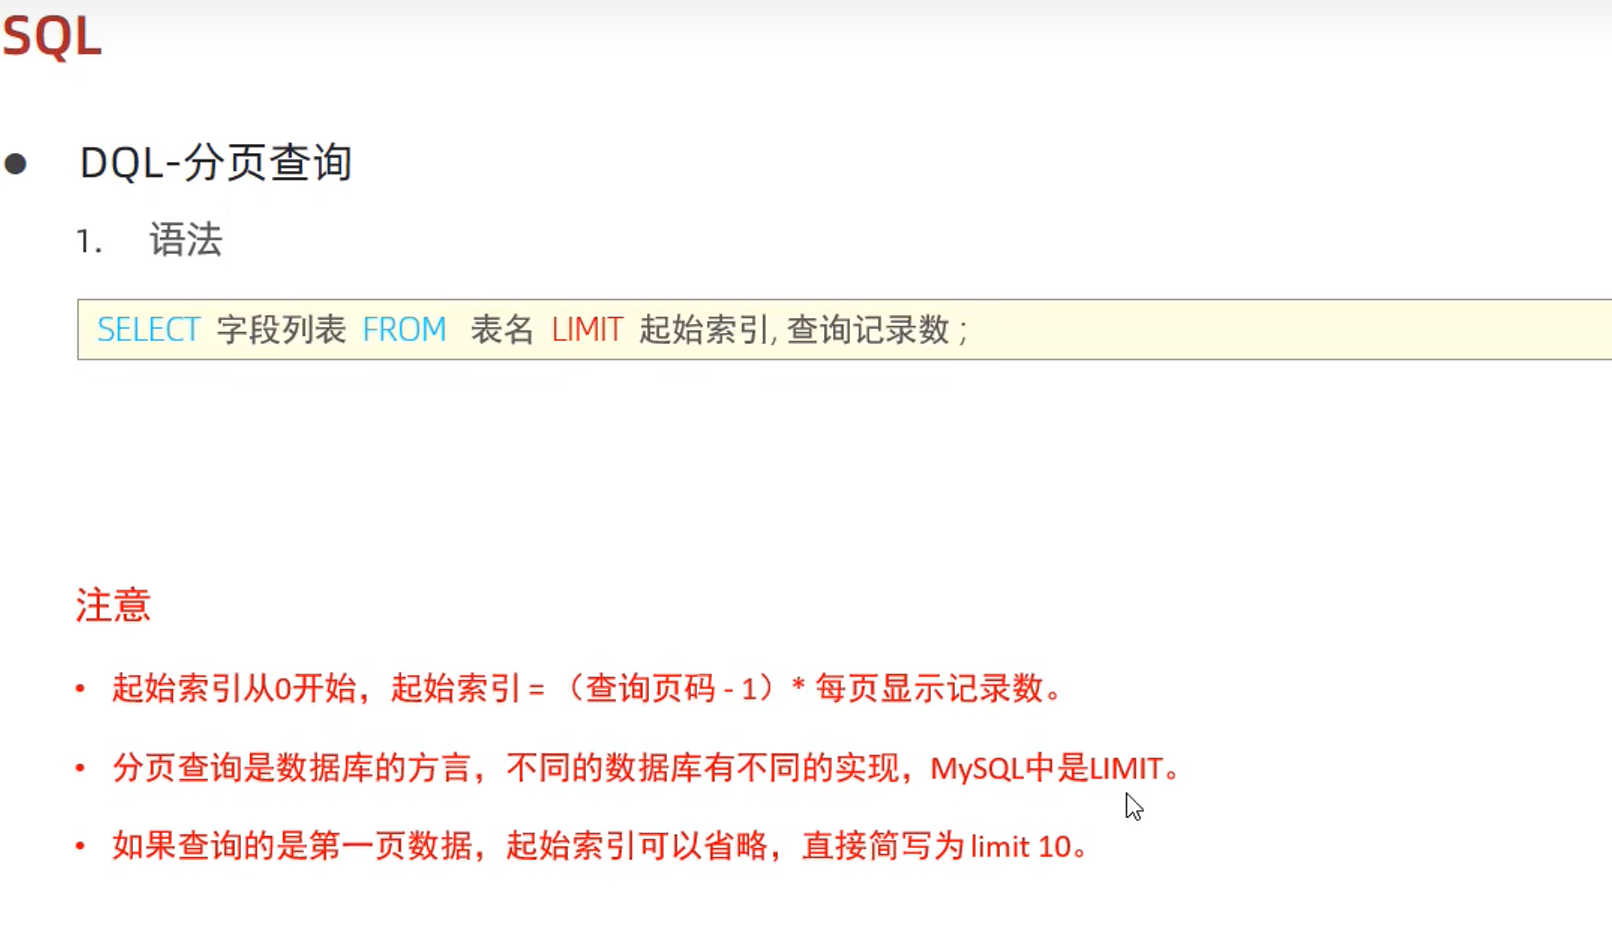 SQL
● DQL-分页查询
1. 语法
SELECT 字段列表 FROM 表名 LIMIT 起始索引, 查询记录数 ;
注意
• 起始索引从0开始，起始索引 = （查询页码 - 1）* 每页显示记录数。
• 分页查询是数据库的方言，不同的数据库有不同的实现，MySQL中是LIMIT。
• 如果查询的是第一页数据，起始索引可以省略，直接简写为 limit 10。